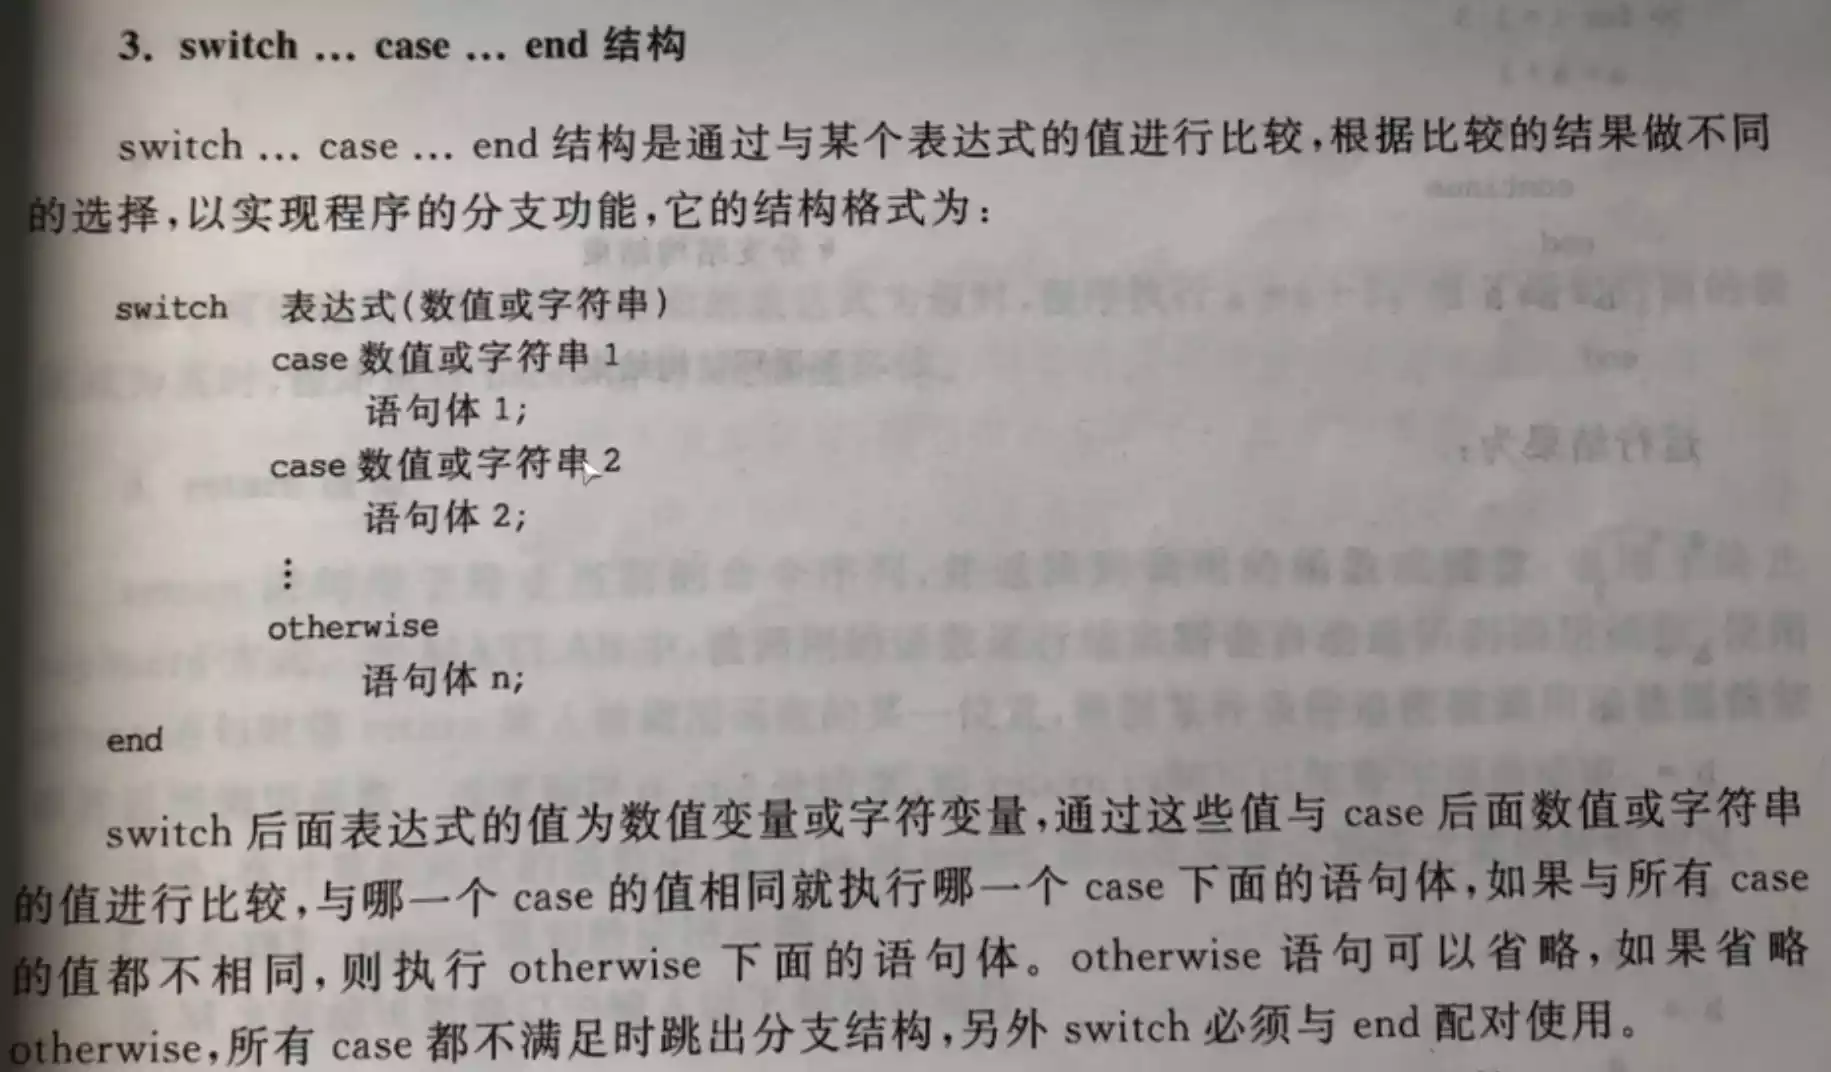 3. switch … case … end 结构
switch … case … end 结构是通过与某个表达式的值进行比较,根据比较的结果做不同
的选择,以实现程序的分支功能,它的结构格式为:
switch 表达式(数值或字符串)
case 数值或字符串 1
语句体 1;
case 数值或字符串 2
语句体 2;
⋮
otherwise
语句体 n;
end
switch 后面表达式的值为数值变量或字符变量,通过这些值与 case 后面数值或字符串
的值进行比较,与哪一个 case 的值相同就执行哪一个 case 下面的语句体,如果与所有 case
的值都不相同,则执行 otherwise 下面的语句体。otherwise 语句可以省略,如果省略
otherwise,所有 case 都不满足时跳出分支结构,另外 switch 必须与 end 配对使用。